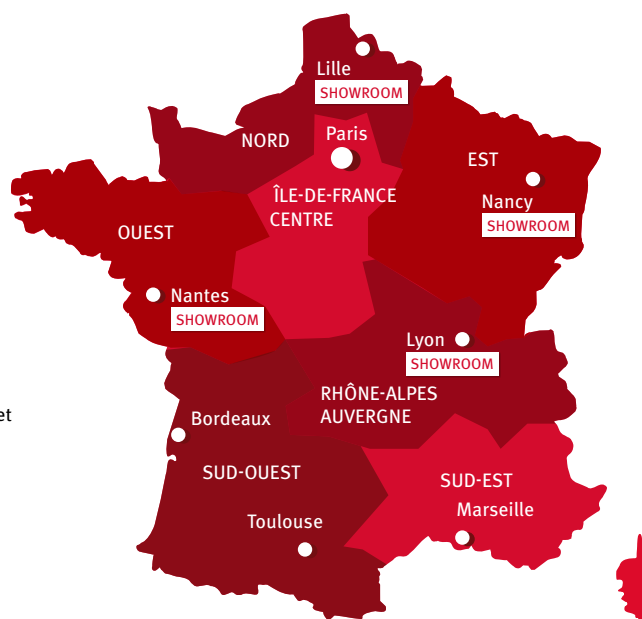 Lille
SHOWROOM
NORD
Paris
EST
ÎLE-DE-FRANCE
CENTRE
Nancy
SHOWROOM
OUEST
Nantes
SHOWROOM
Lyon
SHOWROOM
RHÔNE-ALPES
AUVERGNE
et
Bordeaux
SUD-OUEST
SUD-EST
Marseille
Toulouse